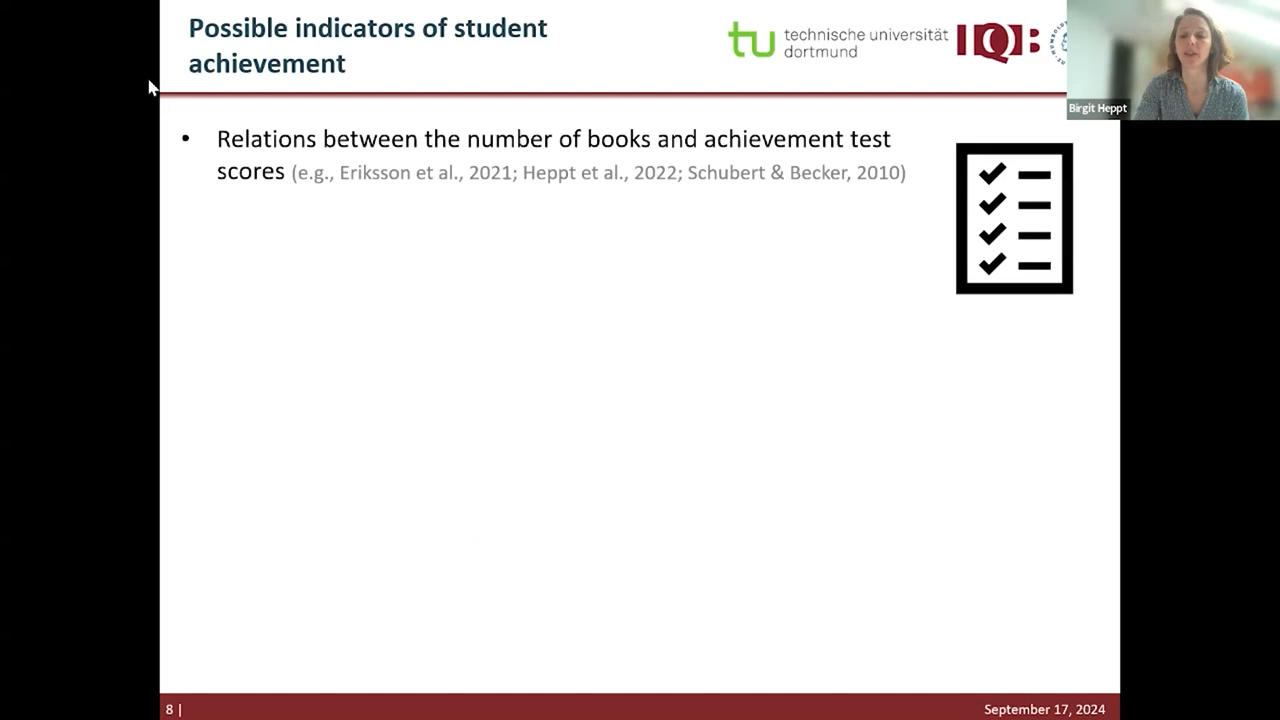 Possible indicators of student
achievement
tu technische universität
dortmund
IQB
Birgit Heppt
• Relations between the number of books and achievement test
scores (e.g., Eriksson et al., 2021; Heppt et al., 2022; Schubert & Becker, 2010)
8 |
September 17, 2024